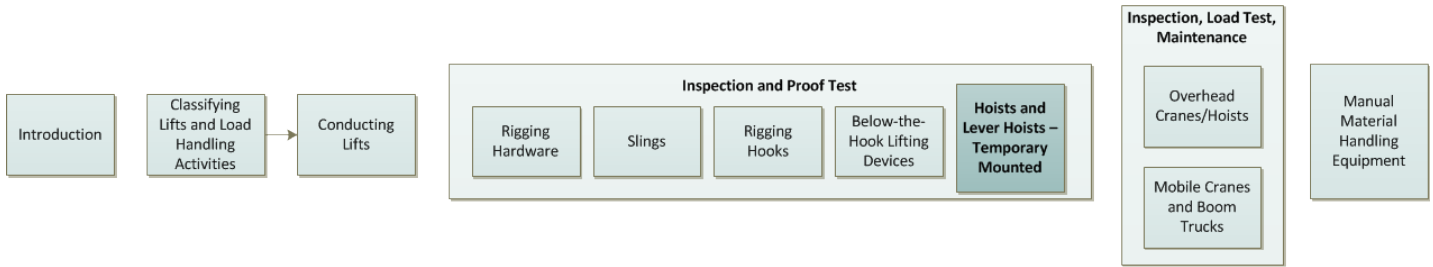 Introduction
Classifying
Lifts and Load
Handling
Activities
Conducting
Lifts
Inspection and Proof Test
Rigging
Hardware
Slings
Rigging
Hooks
Below-the-
Hook Lifting
Devices
Hoists and
Lever Hoists –
Temporary
Mounted
Inspection, Load Test,
Maintenance
Overhead
Cranes/Hoists
Mobile Cranes
and Boom
Trucks
Manual
Material
Handling
Equipment